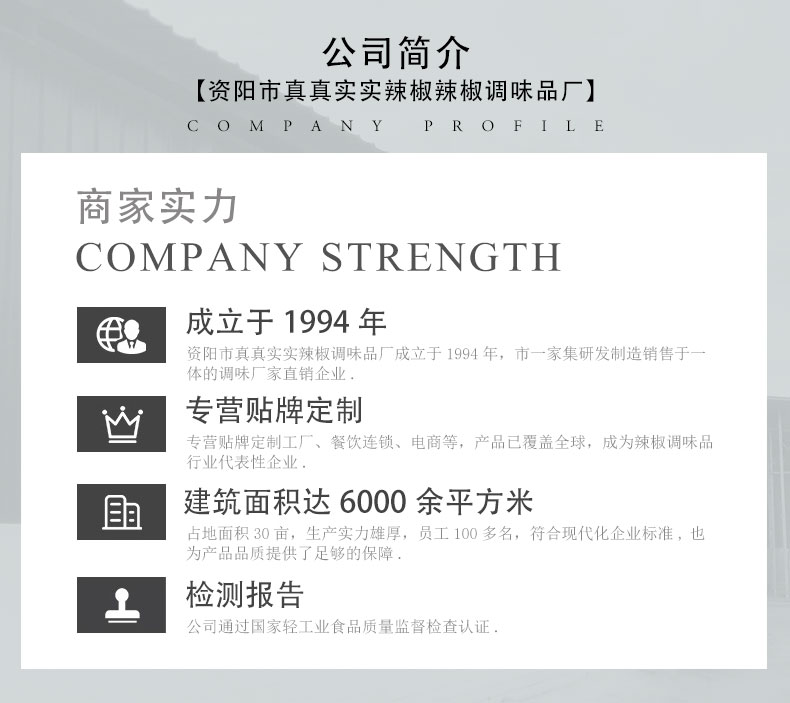 公司简介
【资阳市真真实实辣椒辣椒调味品厂】
COMPANY PROFILE
商家实力
COMPANY STRENGTH
成立于 1994 年
资阳市真真实实辣椒调味品厂成立于 1994 年，市一家集研发制造销售于一
体的调味厂家直销企业 .
专营贴牌定制
专营贴牌定制工厂、餐饮连锁、电商等，产品已覆盖全球，成为辣椒调味品
行业代表性企业 .
建筑面积达 6000 余平方米
占地面积 30 亩，生产实力雄厚，员工 100 多名，符合现代化企业标准 , 也
为产品品质提供了足够的保障 .
检测报告
公司通过国家轻工业食品质量监督检查认证 .